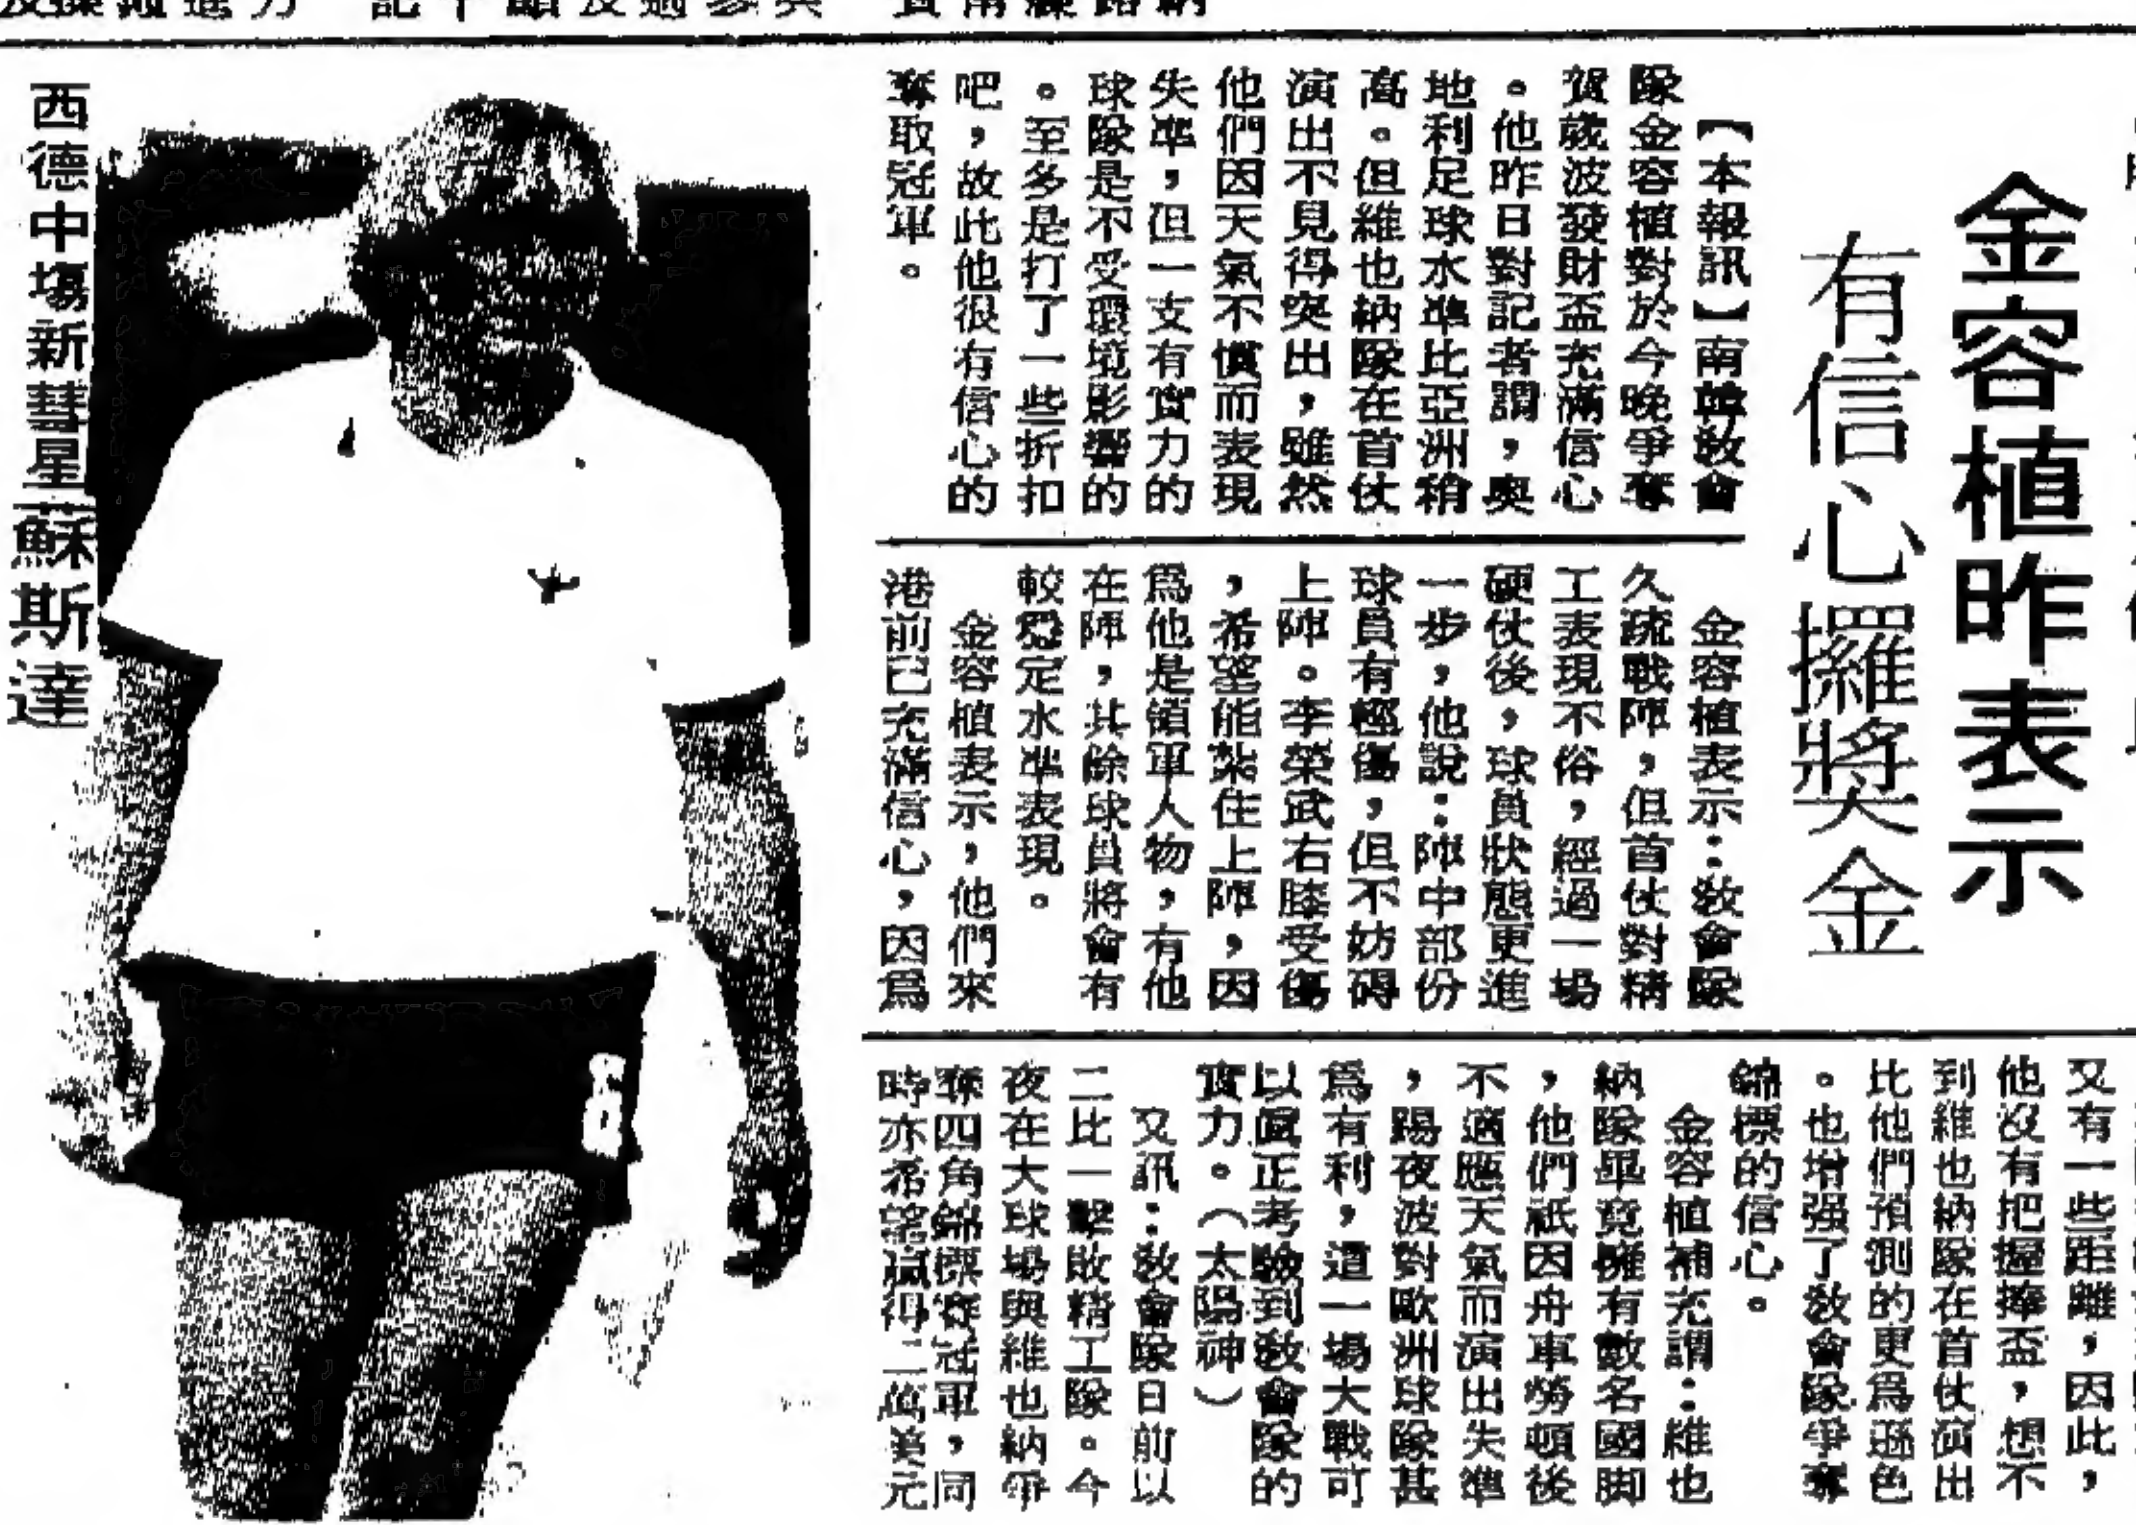 金容植昨表示
有信心攞獎金
【本報訊】南韓教會
隊金容植對於今晚爭奪
賀歲波發財盃充滿信心
。他昨日對記者謂，奧
地利足球水準比亞洲稍
高。但維也納隊在首仗
演出不見得突出，雖然
他們因天氣不慣而表現
失準，但一支有實力的
球隊是不受環境影響的
。至多是打了一些折扣
吧，故此他很有信心的
奪取冠軍。
金容植表示：教會隊
久疏戰陣，但首仗對精
工表現不俗，經過一場
硬仗後，球員狀態更進
一步，他說：陣中部份
球員有輕傷，但不妨碍
上陣。李榮武右膝受傷
，希望能紮住上陣，因
爲他是領軍人物，有他
在陣，其餘球員將會有
較穩定水準表現。
金容植表示，他們來
港前已充滿信心，因爲
又有一些距離，因此，
他沒有把握捧盃，想不
到維也納隊在首仗演出
比他們預測的更爲遜色
。也增强了教會隊爭奪
錦標的信心。
金容植補充謂：維也
納隊畢竟擁有數名國脚
，他們祇因舟車勞頓後
不適應天氣而演出失準
，踢夜波對歐洲球隊甚
爲有利，這一場大戰可
以眞正考驗到教會隊的
實力。（太陽神）
又訊：教會隊日前以
二比一擊敗精工隊。今
夜在大球場與維也納爭
奪四角錦標賽冠軍，同
時亦希望贏得二萬美元
西德中場新彗星蘇斯達